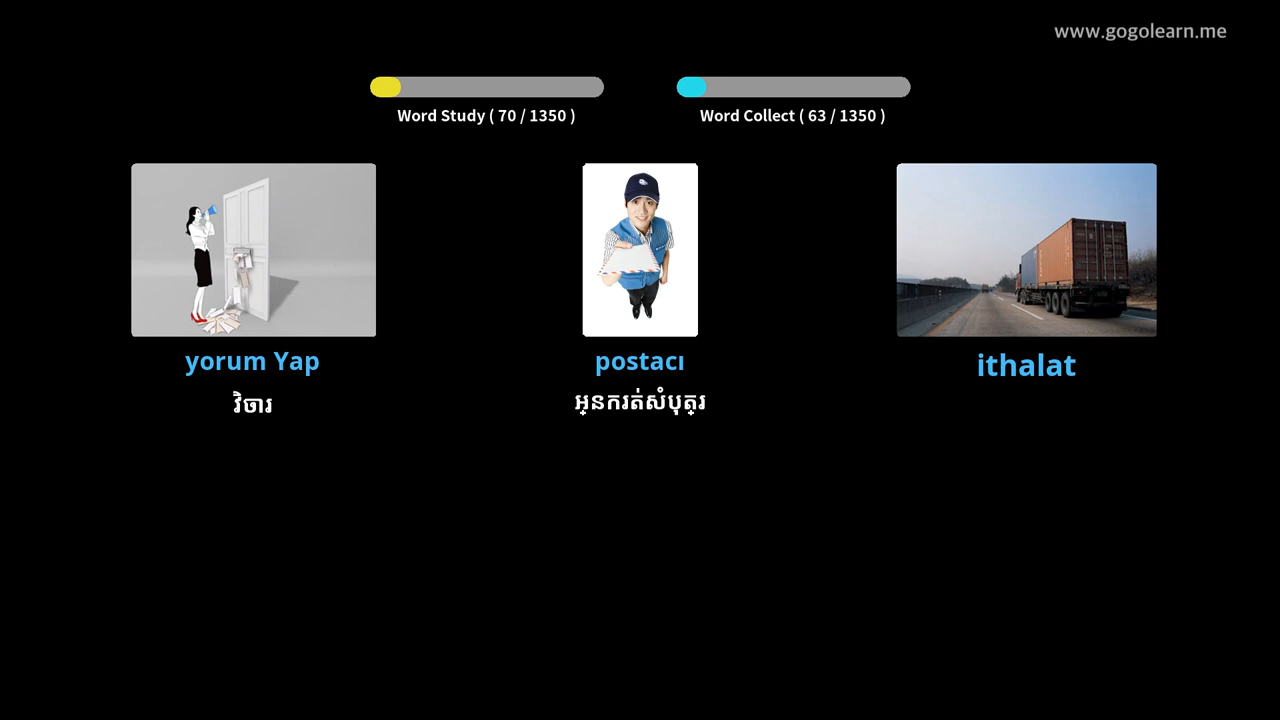 www.gogolearn.me
Word Study ( 70 / 1350 )
Word Collect ( 63 / 1350 )
yorum Yap
postacı
ithalat
វិចារ
អ្នករត់សំបុត្រ